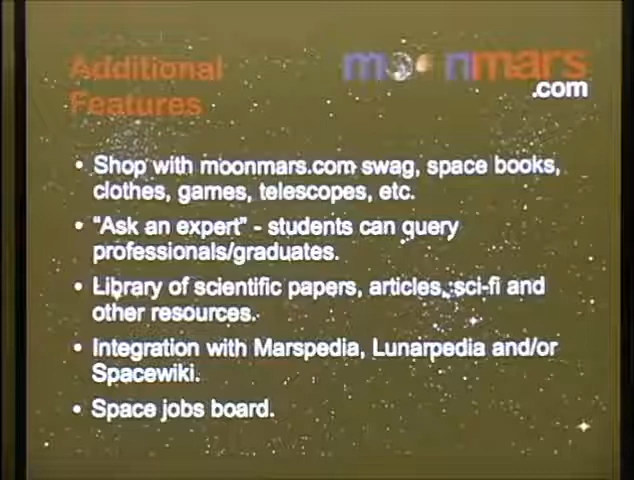 Additional
Features
moonmars
.com
• Shop with moonmars.com swag, space books,
clothes, games, telescopes, etc.
• "Ask an expert" - students can query
professionals/graduates.
• Library of scientific papers, articles, sci-fi and
other resources.
• Integration with Marspedia, Lunarpedia and/or
Spacewiki.
• Space jobs board.